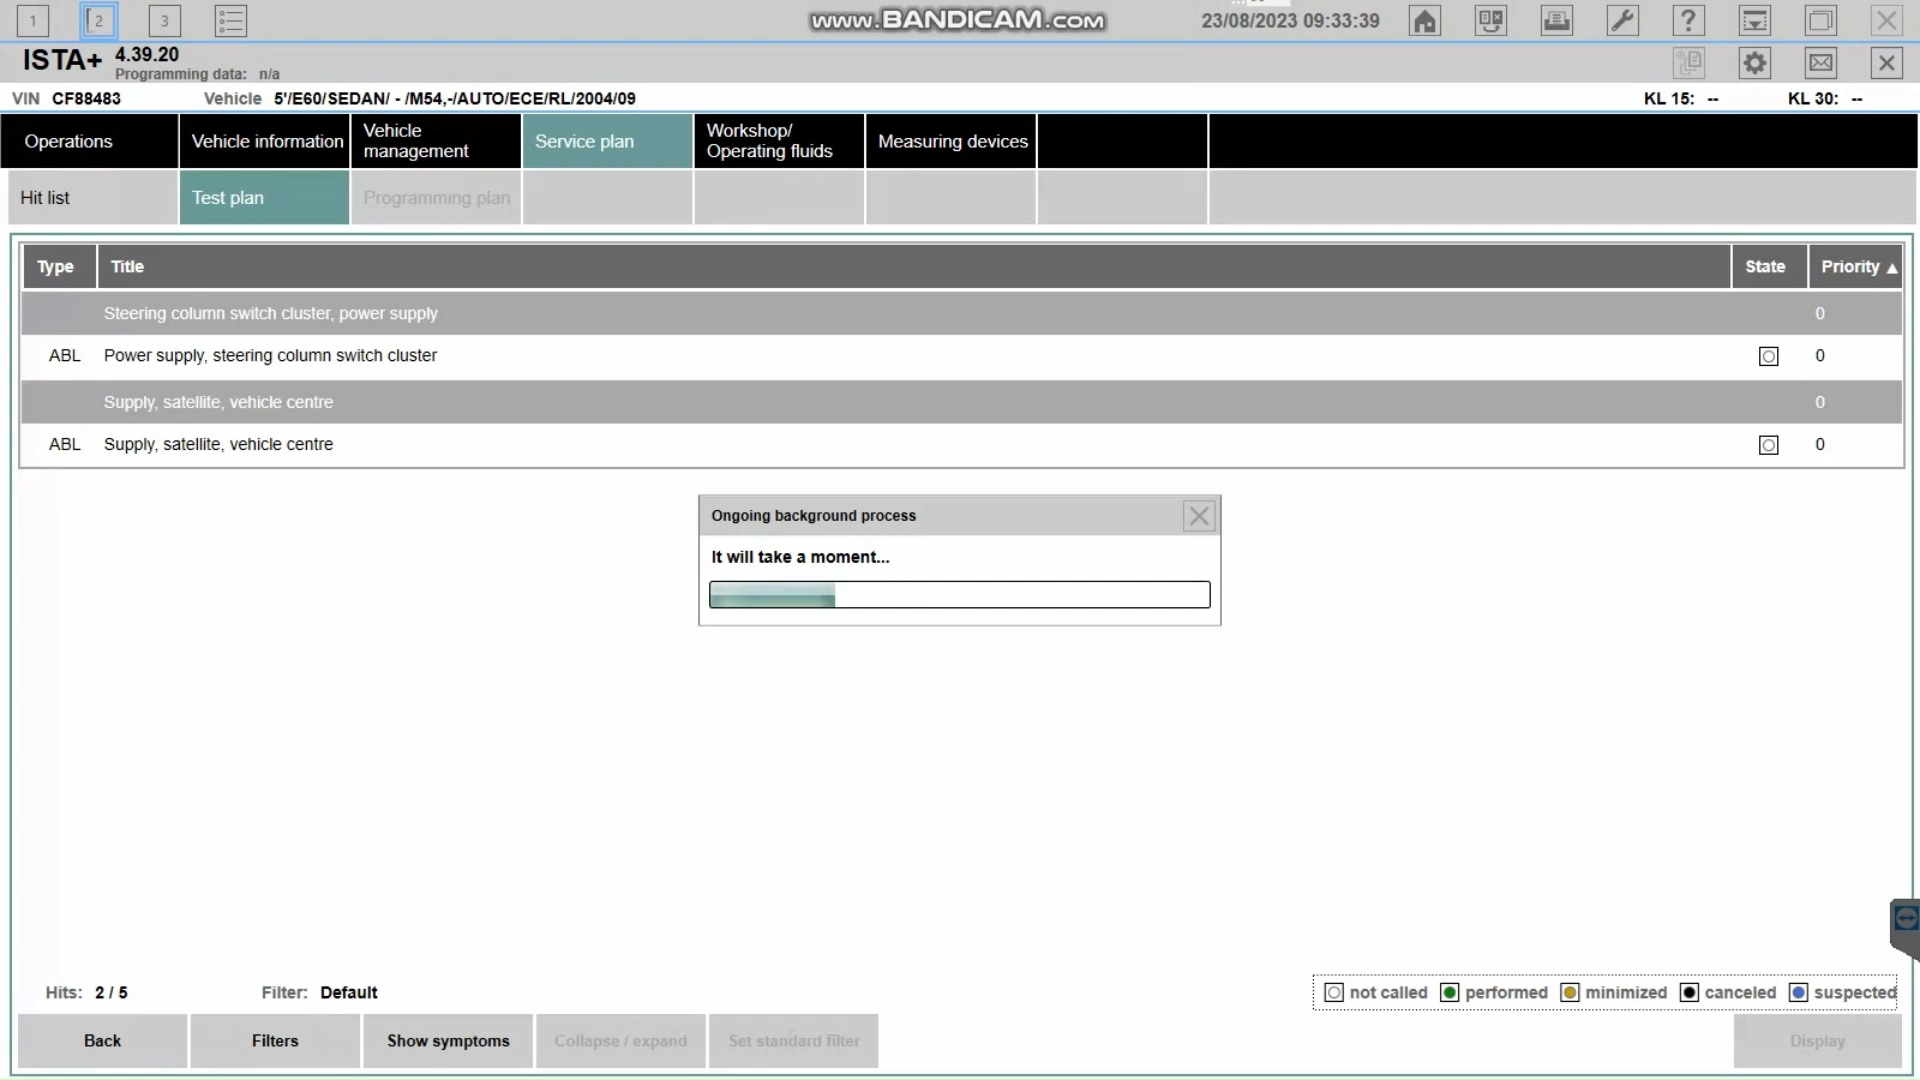 1 2 3 www.BANDICAM.com 23/08/2023 09:33:39 ?
ISTA+ 4.39.20
Programming data: n/a
VIN CF88483 Vehicle 5'/E60/SEDAN/ - /M54,-/AUTO/ECE/RL/2004/09 KL 15: -- KL 30: --
Operations Vehicle information Vehicle management Service plan Workshop/ Operating fluids Measuring devices
Hit list Test plan Programming plan
Type Title State Priority ▲
Steering column switch cluster, power supply 0
ABL Power supply, steering column switch cluster 0
Supply, satellite, vehicle centre 0
ABL Supply, satellite, vehicle centre 0
Ongoing background process
It will take a moment...
Hits: 2 / 5 Filter: Default not called performed minimized canceled suspected
Back Filters Show symptoms Collapse / expand Set standard filter Display